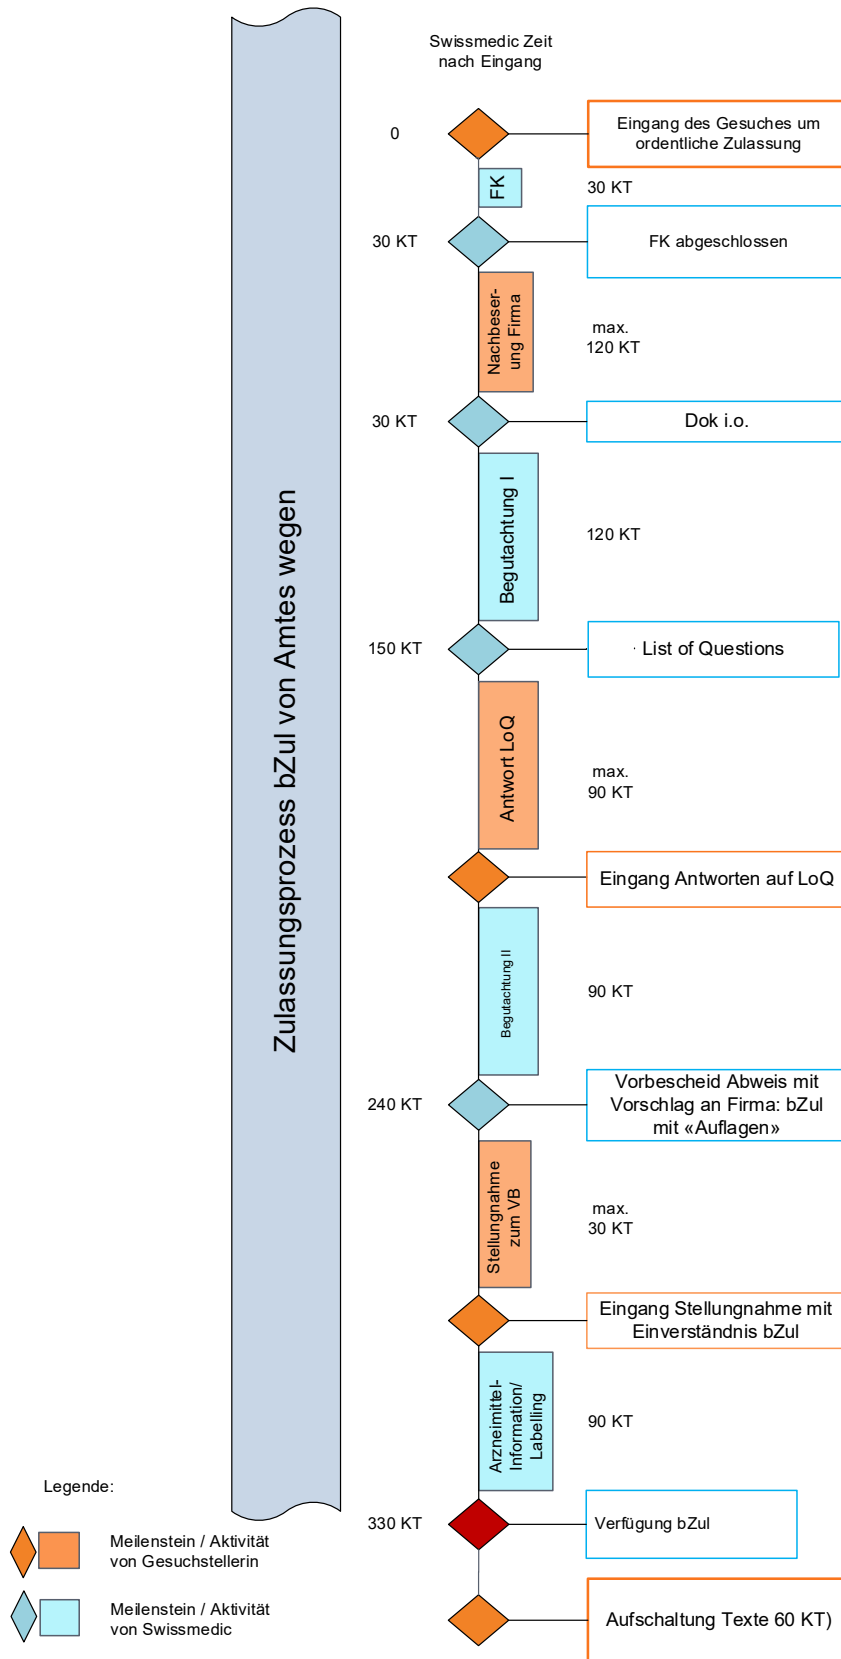 Swissmedic Zeit
nach Eingang
0
Eingang des Gesuches um
ordentliche Zulassung
FK
30 KT
30 KT
FK abgeschlossen
Nachbeser-
ung Firma
max.
120 KT
30 KT
Dok i.o.
Begutachtung I
120 KT
150 KT
List of Questions
Antwort LoQ
max.
90 KT
Eingang Antworten auf LoQ
Begutachtung II
90 KT
240 KT
Vorbescheid Abweis mit
Vorschlag an Firma: bZul
mit «Auflagen»
Stellungnahme
zum VB
max.
30 KT
Eingang Stellungnahme mit
Einverständnis bZul
Arzneimittel-
Information/
Labelling
90 KT
330 KT
Verfügung bZul
Aufschaltung Texte 60 KT)
Zulassungsprozess bZul von Amtes wegen
Legende:
Meilenstein / Aktivität
von Gesuchstellerin
Meilenstein / Aktivität
von Swissmedic